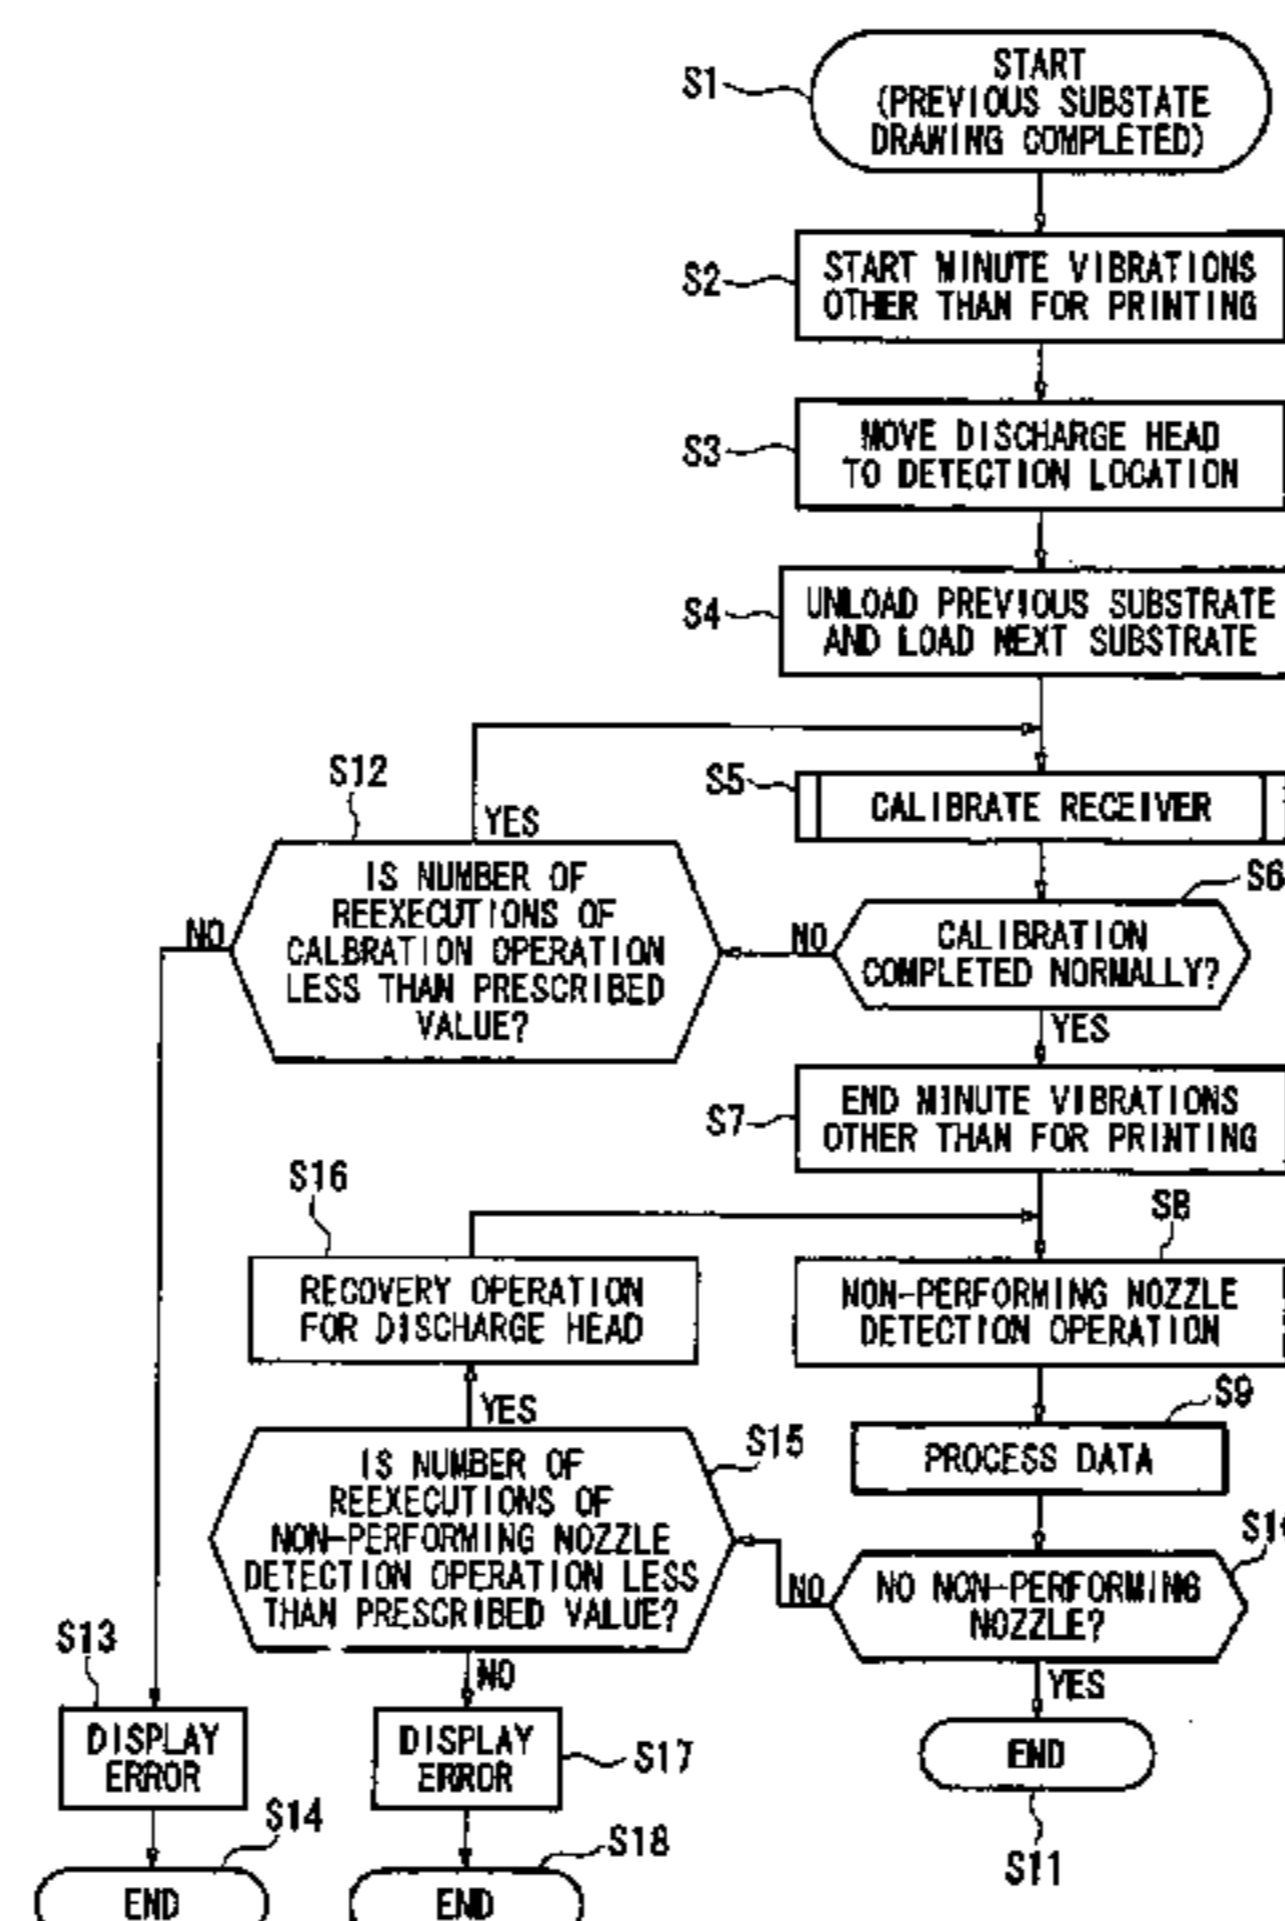 S1
START
(PREVIOUS SUBSTATE
DRAWING COMPLETED)
S2
START MINUTE VIBRATIONS
OTHER THAN FOR PRINTING
S3
MOVE DISCHARGE HEAD
TO DETECTION LOCATION
S4
UNLOAD PREVIOUS SUBSTRATE
AND LOAD NEXT SUBSTRATE
S5
CALIBRATE RECEIVER
S12
YES
IS NUMBER OF
REEXECUTIONS OF
CALBRATION OPERATION
LESS THAN PRESCRIBED
VALUE?
NO
S6
NO
CALIBRATION
COMPLETED NORMALLY?
YES
S7
END MINUTE VIBRATIONS
OTHER THAN FOR PRINTING
S16
RECOVERY OPERATION
FOR DISCHARGE HEAD
S8
NON-PERFORMING NOZZLE
DETECTION OPERATION
YES
S9
PROCESS DATA
S15
IS NUMBER OF
REEXECUTIONS OF
NON-PERFORMING NOZZLE
DETECTION OPERATION LESS
THAN PRESCRIBED VALUE?
NO
NO NON-PERFORMING
NOZZLE?
S13
NO
YES
DISPLAY
ERROR
DISPLAY
ERROR
S17
END
S14
S18
S11
END
END